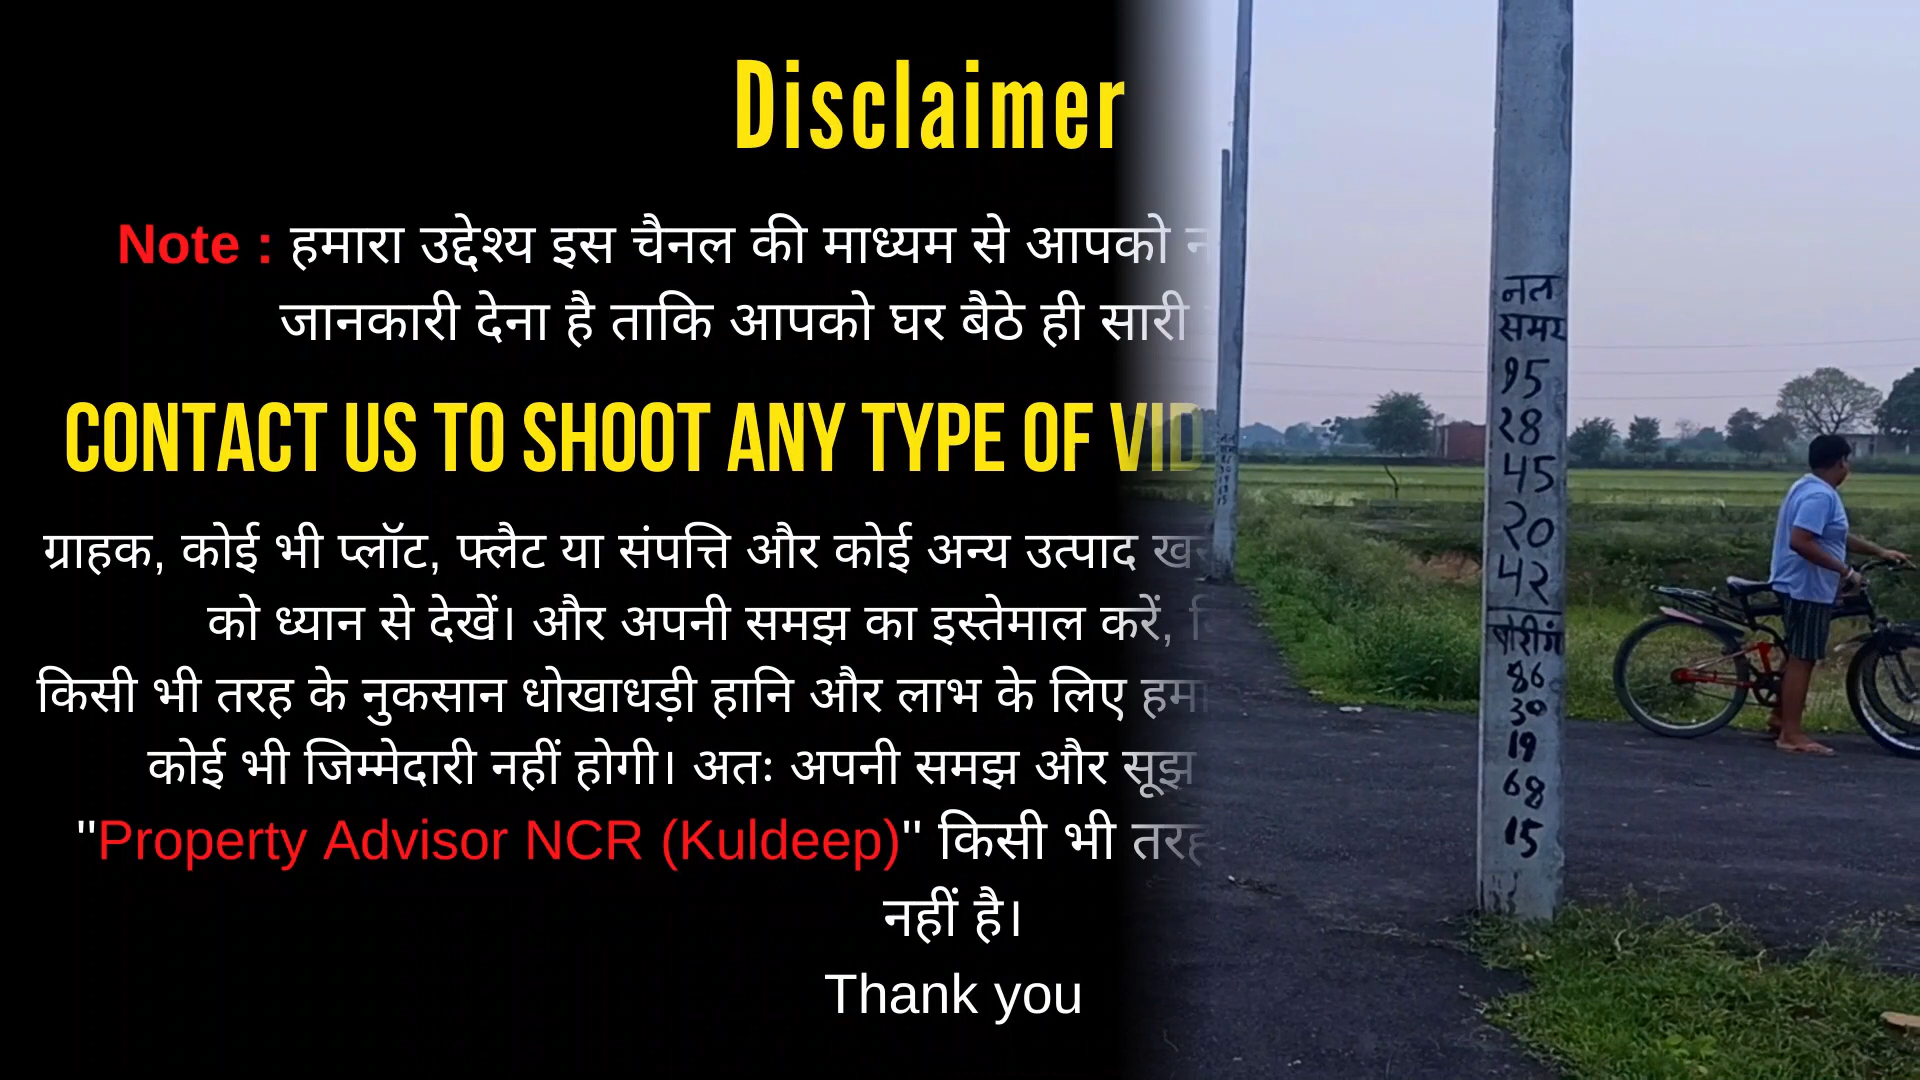 Disclaimer
Note : हमारा उद्देश्य इस चैनल की माध्यम से आपको
जानकारी देना है ताकि आपको घर बैठे ही सारी
CONTACT US TO SHOOT ANY TYPE OF
ग्राहक, कोई भी प्लॉट, फ्लैट या संपत्ति और कोई अन्य उत्पाद
को ध्यान से देखें। और अपनी समझ का इस्तेमाल करें,
किसी भी तरह के नुकसान धोखाधड़ी हानि और लाभ के लिए
कोई भी जिम्मेदारी नहीं होगी। अतः अपनी समझ और सूझ
"Property Advisor NCR (Kuldeep)" किसी भी तरह
नहीं है।
Thank you
नल
समय
95
28
45
20
42
बोरींग
86
30
19
68
15